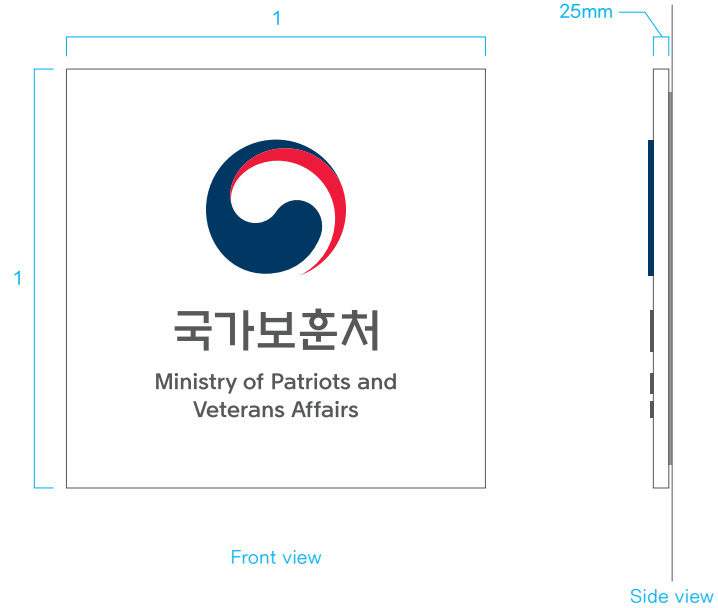 1
25mm
1
국가보훈처
Ministry of Patriots and
Veterans Affairs
Front view
Side view